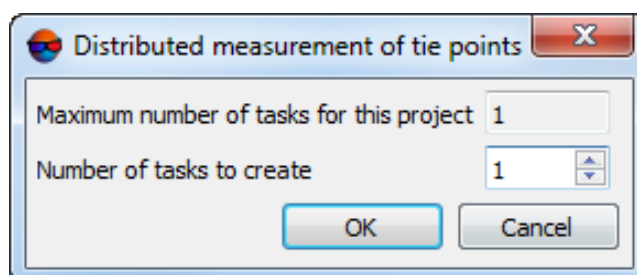 Distributed measurement of tie points
Maximum number of tasks for this project 1
Number of tasks to create 1
OK Cancel